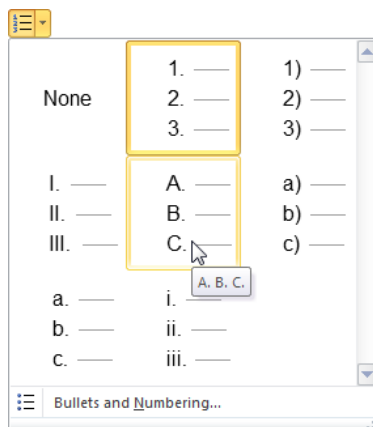 1.
1)
None
2.
2)
3.
3)
I.
A.
a)
II.
B.
b)
III.
C.
c)
A. B. C.
a.
i.
b.
ii.
c.
iii.
Bullets and Numbering...